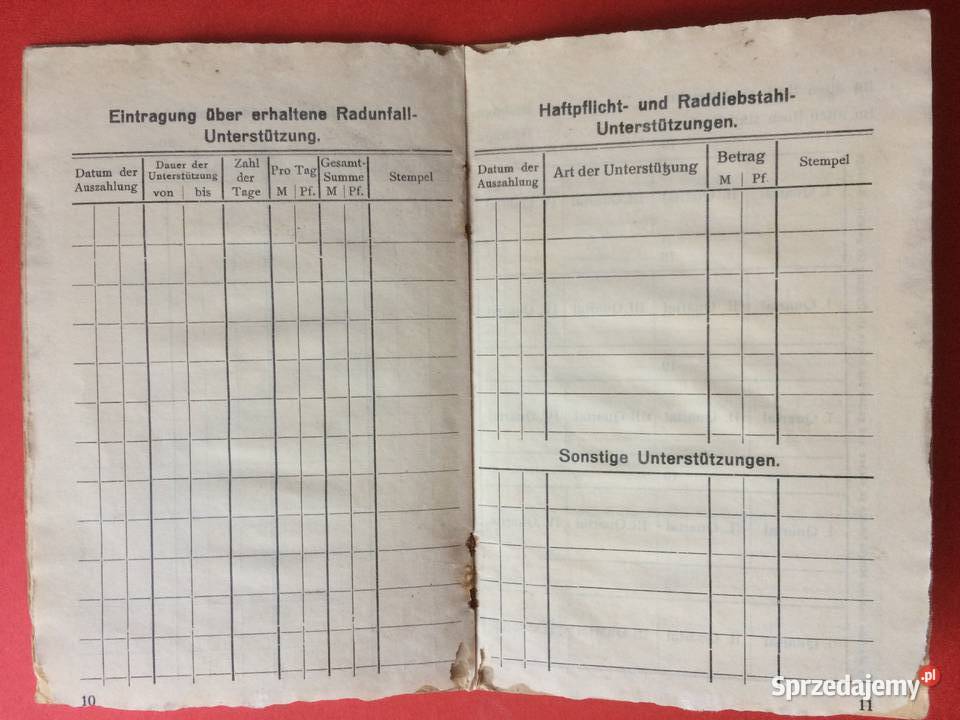 Eintragung über erhaltene Radunfall-
Unterstützung.
Datum der
Auszahlung
Dauer der
Unterstützung
von | bis
Zahl
der
Tage
Pro Tag
M | Pf.
Gesamt-
Summe
M | Pf.
Stempel
10
Haftpflicht- und Raddiebstahl-
Unterstützungen.
Datum der
Auszahlung
Art der Unterstützung
Betrag
M | Pf.
Stempel
Sonstige Unterstützungen.
11
Sprzedajemy.pl